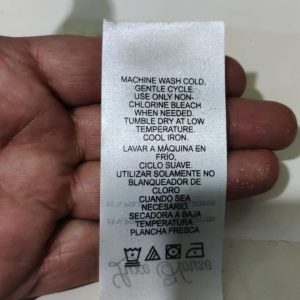 MACHINE WASH COLD,
GENTLE CYCLE.
USE ONLY NON-
CHLORINE BLEACH
WHEN NEEDED.
TUMBLE DRY AT LOW
TEMPERATURE.
COOL IRON.
LAVAR A MÁQUINA EN
FRÍO,
CICLO SUAVE.
UTILIZAR SOLAMENTE NO
BLANQUEADOR DE
CLORO
CUANDO SEA
NECESARIO.
SECADORA A BAJA
TEMPERATURA.
PLANCHA FRESCA